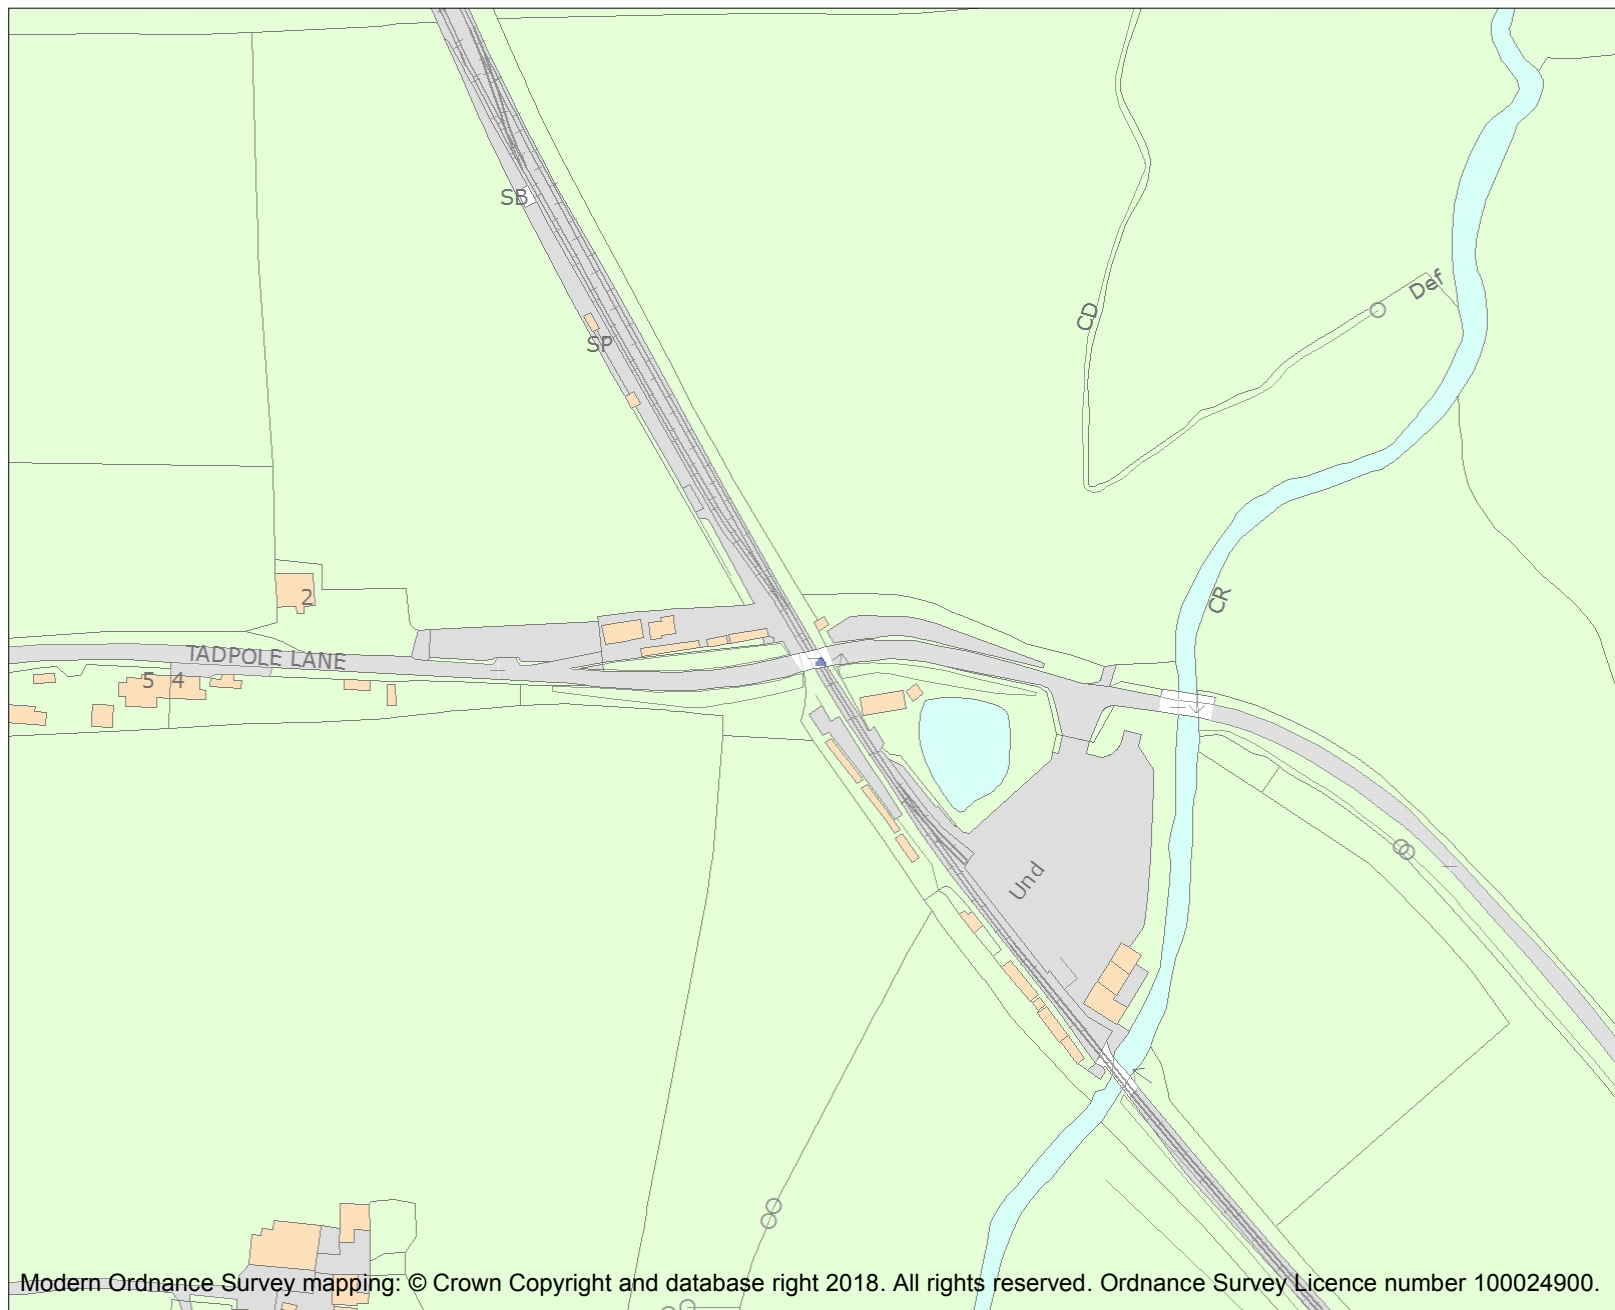 SB
Def
CD
SP
2
CR
TADPOLE LANE
5 4
Und
Modern Ordnance Survey mapping: © Crown Copyright and database right 2018. All rights reserved. Ordnance Survey Licence number 100024900.